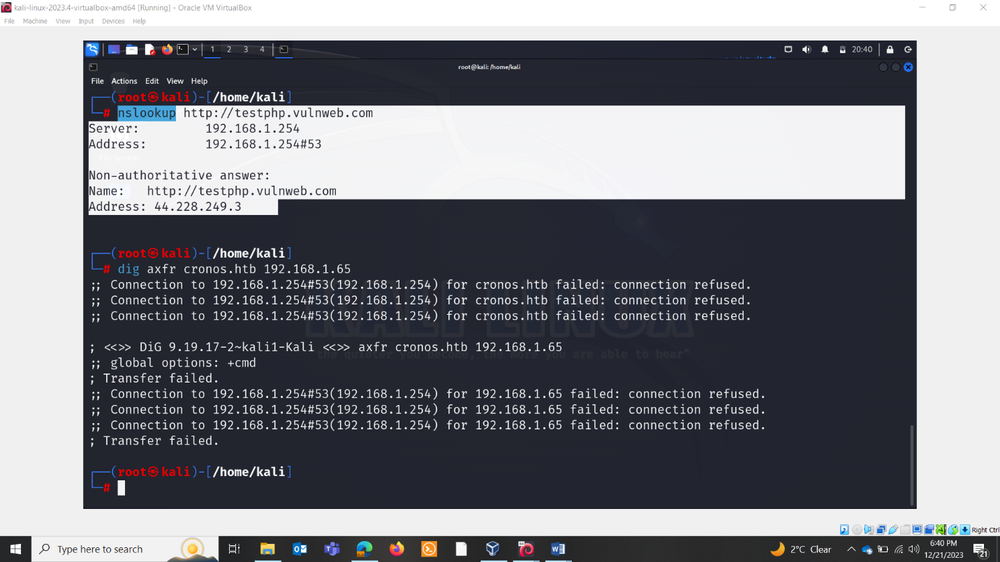 kali-linux-2023.4-virtualbox-amd64 [Running] - Oracle VM VirtualBox
File Machine View Input Devices Help
1 2 3 4 20:40
root@kali: /home/kali
File Actions Edit View Help
┌──(root㉿kali)-[/home/kali]
└─# nslookup http://testphp.vulnweb.com
Server:		192.168.1.254
Address:	192.168.1.254#53
File System
Non-authoritative answer:
Name:	http://testphp.vulnweb.com
Address: 44.228.249.3
┌──(root㉿kali)-[/home/kali]
└─# dig axfr cronos.htb 192.168.1.65
;; Connection to 192.168.1.254#53(192.168.1.254) for cronos.htb failed: connection refused.
;; Connection to 192.168.1.254#53(192.168.1.254) for cronos.htb failed: connection refused.
;; Connection to 192.168.1.254#53(192.168.1.254) for cronos.htb failed: connection refused.
KALI LINUX
; <<>> DiG 9.19.17-2~kali1-Kali <<>> axfr cronos.htb 192.168.1.65
"the quieter you become, the more you are able to hear"
;; global options: +cmd
; Transfer failed.
;; Connection to 192.168.1.254#53(192.168.1.254) for 192.168.1.65 failed: connection refused.
;; Connection to 192.168.1.254#53(192.168.1.254) for 192.168.1.65 failed: connection refused.
;; Connection to 192.168.1.254#53(192.168.1.254) for 192.168.1.65 failed: connection refused.
; Transfer failed.
┌──(root㉿kali)-[/home/kali]
└─#
Right Ctrl
Type here to search
2°C Clear
6:40 PM
12/21/2023
21